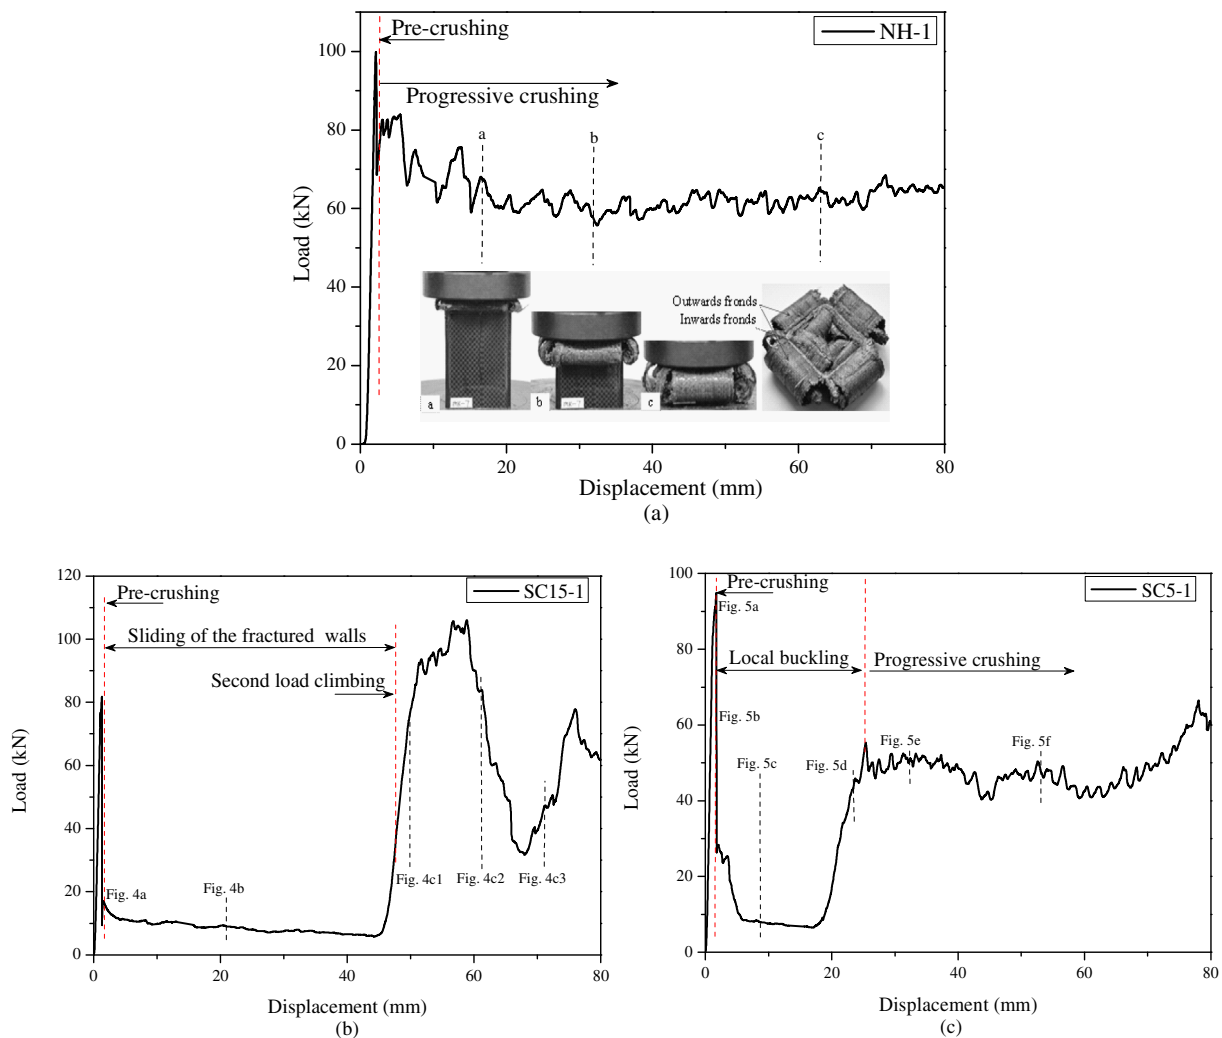 Pre-crushing
NH-1
Progressive crushing
a
b
c
100
80
60
40
20
0
Load (kN)
Outwards fronds
Inwards fronds
a
b
c
0
20
40
60
80
Displacement (mm)
(a)
120
100
80
60
40
20
0
Load (kN)
Pre-crushing
SC15-1
Sliding of the fractured walls
Second load climbing
Fig. 4a
Fig. 4b
Fig. 4c1
Fig. 4c2
Fig. 4c3
0
20
40
60
80
Displacement (mm)
(b)
100
80
60
40
20
0
Load (kN)
Pre-crushing
SC5-1
Fig. 5a
Local buckling
Progressive crushing
Fig. 5b
Fig. 5c
Fig. 5d
Fig. 5e
Fig. 5f
0
20
40
60
80
Displacement (mm)
(c)